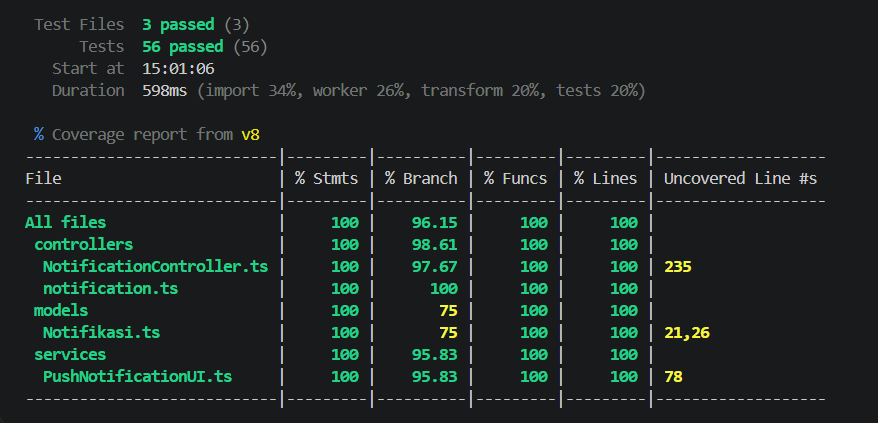 Test Files  3 passed (3)
Tests  56 passed (56)
Start at  15:01:06
Duration  598ms (import 34%, worker 26%, transform 20%, tests 20%)
% Coverage report from v8
----------------------------|---------|----------|---------|---------|-------------------
File                        | % Stmts | % Branch | % Funcs | % Lines | Uncovered Line #s
----------------------------|---------|----------|---------|---------|-------------------
All files                   |     100 |    96.15 |     100 |     100 |
 controllers                |     100 |    98.61 |     100 |     100 |
  NotificationController.ts |     100 |    97.67 |     100 |     100 | 235
  notification.ts           |     100 |      100 |     100 |     100 |
 models                     |     100 |       75 |     100 |     100 |
  Notifikasi.ts             |     100 |       75 |     100 |     100 | 21,26
 services                   |     100 |    95.83 |     100 |     100 |
  PushNotificationUI.ts     |     100 |    95.83 |     100 |     100 | 78
----------------------------|---------|----------|---------|---------|-------------------